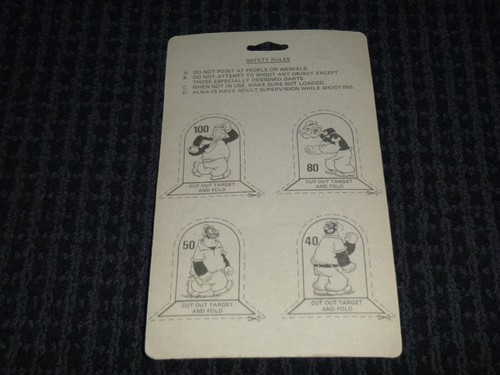 SAFETY RULES
A. DO NOT POINT AT PEOPLE OR ANIMALS.
B. DO NOT ATTEMPT TO SHOOT ANY OBJECT EXCEPT
THOSE ESPECIALLY DESIGNED DARTS.
C. WHEN NOT IN USE, MAKE SURE NOT LOADED.
D. ALWAYS HAVE ADULT SUPERVISION WHILE SHOOTING.
100
CUT OUT TARGET
AND FOLD
80
CUT OUT TARGET
AND FOLD
50
CUT OUT TARGET
AND FOLD
40
CUT OUT TARGET
AND FOLD